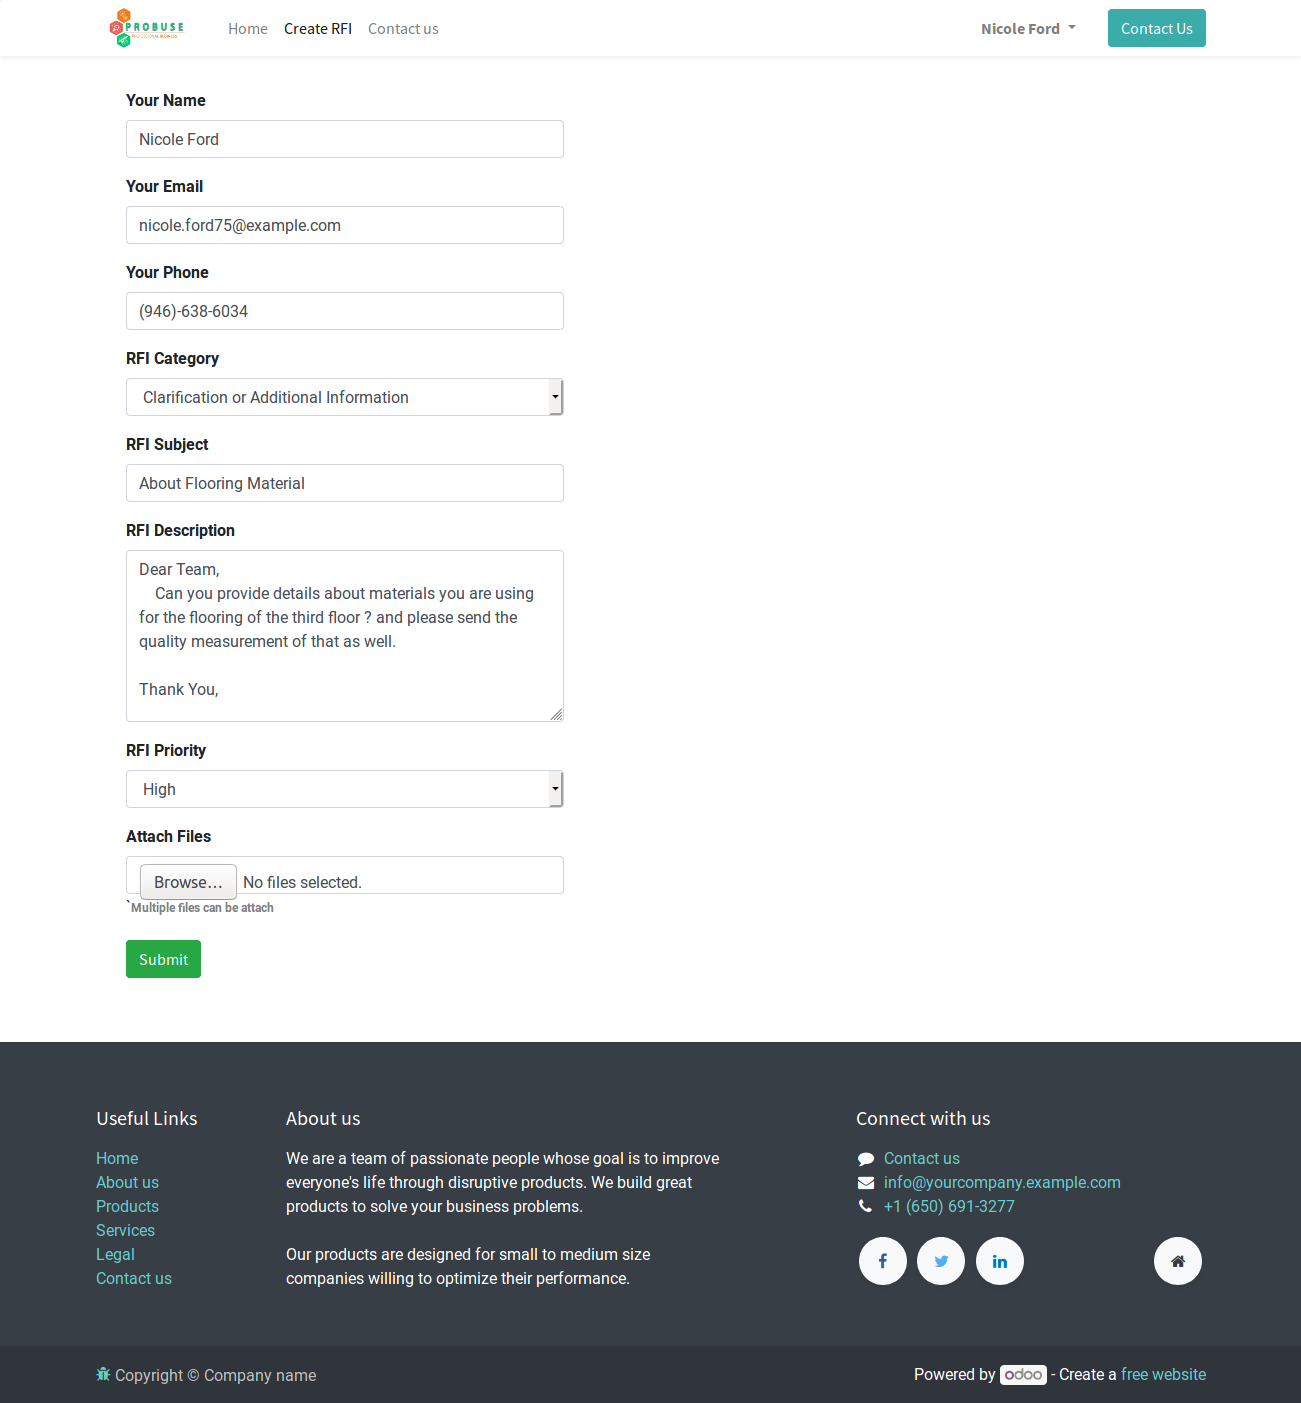 PROBUSE
PROFESSIONAL BUSINESS
Home
Create RFI
Contact us
Nicole Ford
Contact Us
Your Name
Nicole Ford
Your Email
nicole.ford75@example.com
Your Phone
(946)-638-6034
RFI Category
Clarification or Additional Information
RFI Subject
About Flooring Material
RFI Description
Dear Team,
Can you provide details about materials you are using
for the flooring of the third floor ? and please send the
quality measurement of that as well.
Thank You,
RFI Priority
High
Attach Files
Browse... No files selected.
`Multiple files can be attach
Submit
Useful Links
Home
About us
Products
Services
Legal
Contact us
About us
We are a team of passionate people whose goal is to improve
everyone's life through disruptive products. We build great
products to solve your business problems.
Our products are designed for small to medium size
companies willing to optimize their performance.
Connect with us
Contact us
info@yourcompany.example.com
+1 (650) 691-3277
Copyright © Company name
Powered by odoo - Create a free website